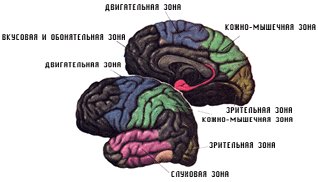 ДВИГАТЕЛЬНАЯ ЗОНА
КОЖНО-МЫШЕЧНАЯ ЗОНА
ВКУСОВАЯ И ОБОНЯТЕЛЬНАЯ ЗОНА
ДВИГАТЕЛЬНАЯ ЗОНА
ЗРИТЕЛЬНАЯ ЗОНА
КОЖНО-МЫШЕЧНАЯ ЗОНА
ЗРИТЕЛЬНАЯ ЗОНА
СЛУХОВАЯ ЗОНА